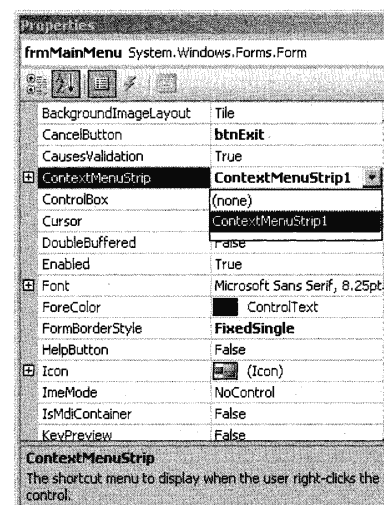 Properties
frmMainMenu System.Windows.Forms.Form
BackgroundImageLayout Tile
CancelButton btnExit
CausesValidation True
ContextMenuStrip ContextMenuStrip1
ControlBox (none)
Cursor ContextMenuStrip1
DoubleBuffered False
Enabled True
Font Microsoft Sans Serif, 8.25pt
ForeColor ControlText
FormBorderStyle FixedSingle
HelpButton False
Icon (Icon)
ImeMode NoControl
IsMdiContainer False
KeyPreview False
ContextMenuStrip
The shortcut menu to display when the user right-clicks the
control.